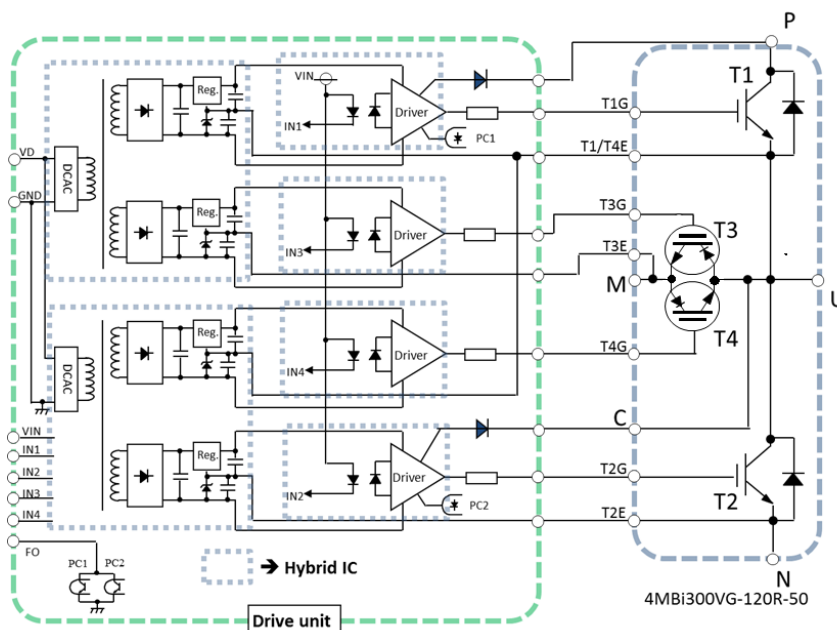 P
VIN
Reg.
T1
Driver
T1G
IN1
PC1
VD
T1/T4E
DCAC
GND
T3G
Reg.
T3
Driver
T3E
IN3
M
U
T4
Reg.
Driver
T4G
DCAC
IN4
C
VIN
IN1
Reg.
Driver
T2G
IN2
T2
IN3
IN2
PC2
IN4
T2E
FO
PC1 PC2
➔ Hybrid IC
N
4MBi300VG-120R-50
Drive unit